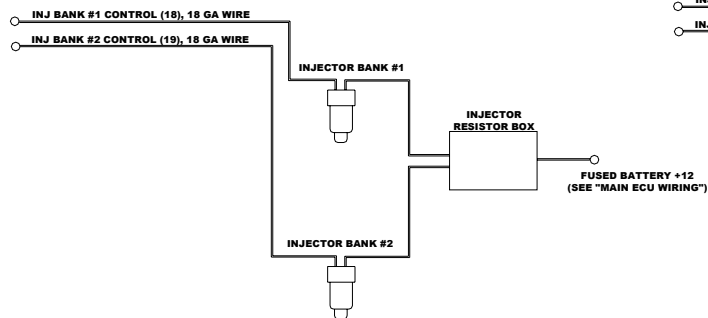 INJ BANK #1 CONTROL (18), 18 GA WIRE
INJ BANK #2 CONTROL (19), 18 GA WIRE
INJECTOR BANK #1
INJECTOR
RESISTOR BOX
FUSED BATTERY +12
(SEE "MAIN ECU WIRING")
INJECTOR BANK #2